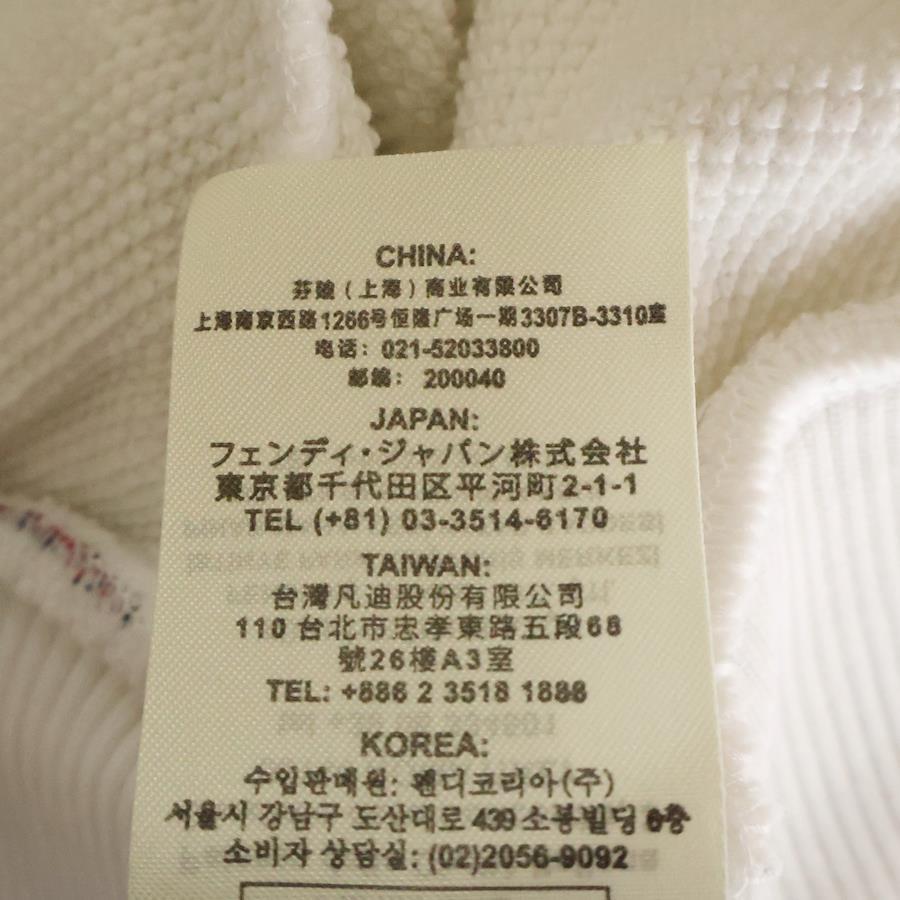 CHINA:
芬迪（上海）商业有限公司
上海南京西路1266号恒隆广场一期3307B-3310室
电话：021-52033800
邮编：200040
JAPAN:
フェンディ・ジャパン株式会社
東京都千代田区平河町2-1-1
TEL (+81) 03-3514-6170
TAIWAN:
台灣凡迪股份有限公司
110 台北市忠孝東路五段68
號26樓A3室
TEL: +886 2 3518 1888
KOREA:
수입판매원: 펜디코리아(주)
서울시 강남구 도산대로 439 소봉빌딩 6층
소비자 상담실: (02)2056-9092